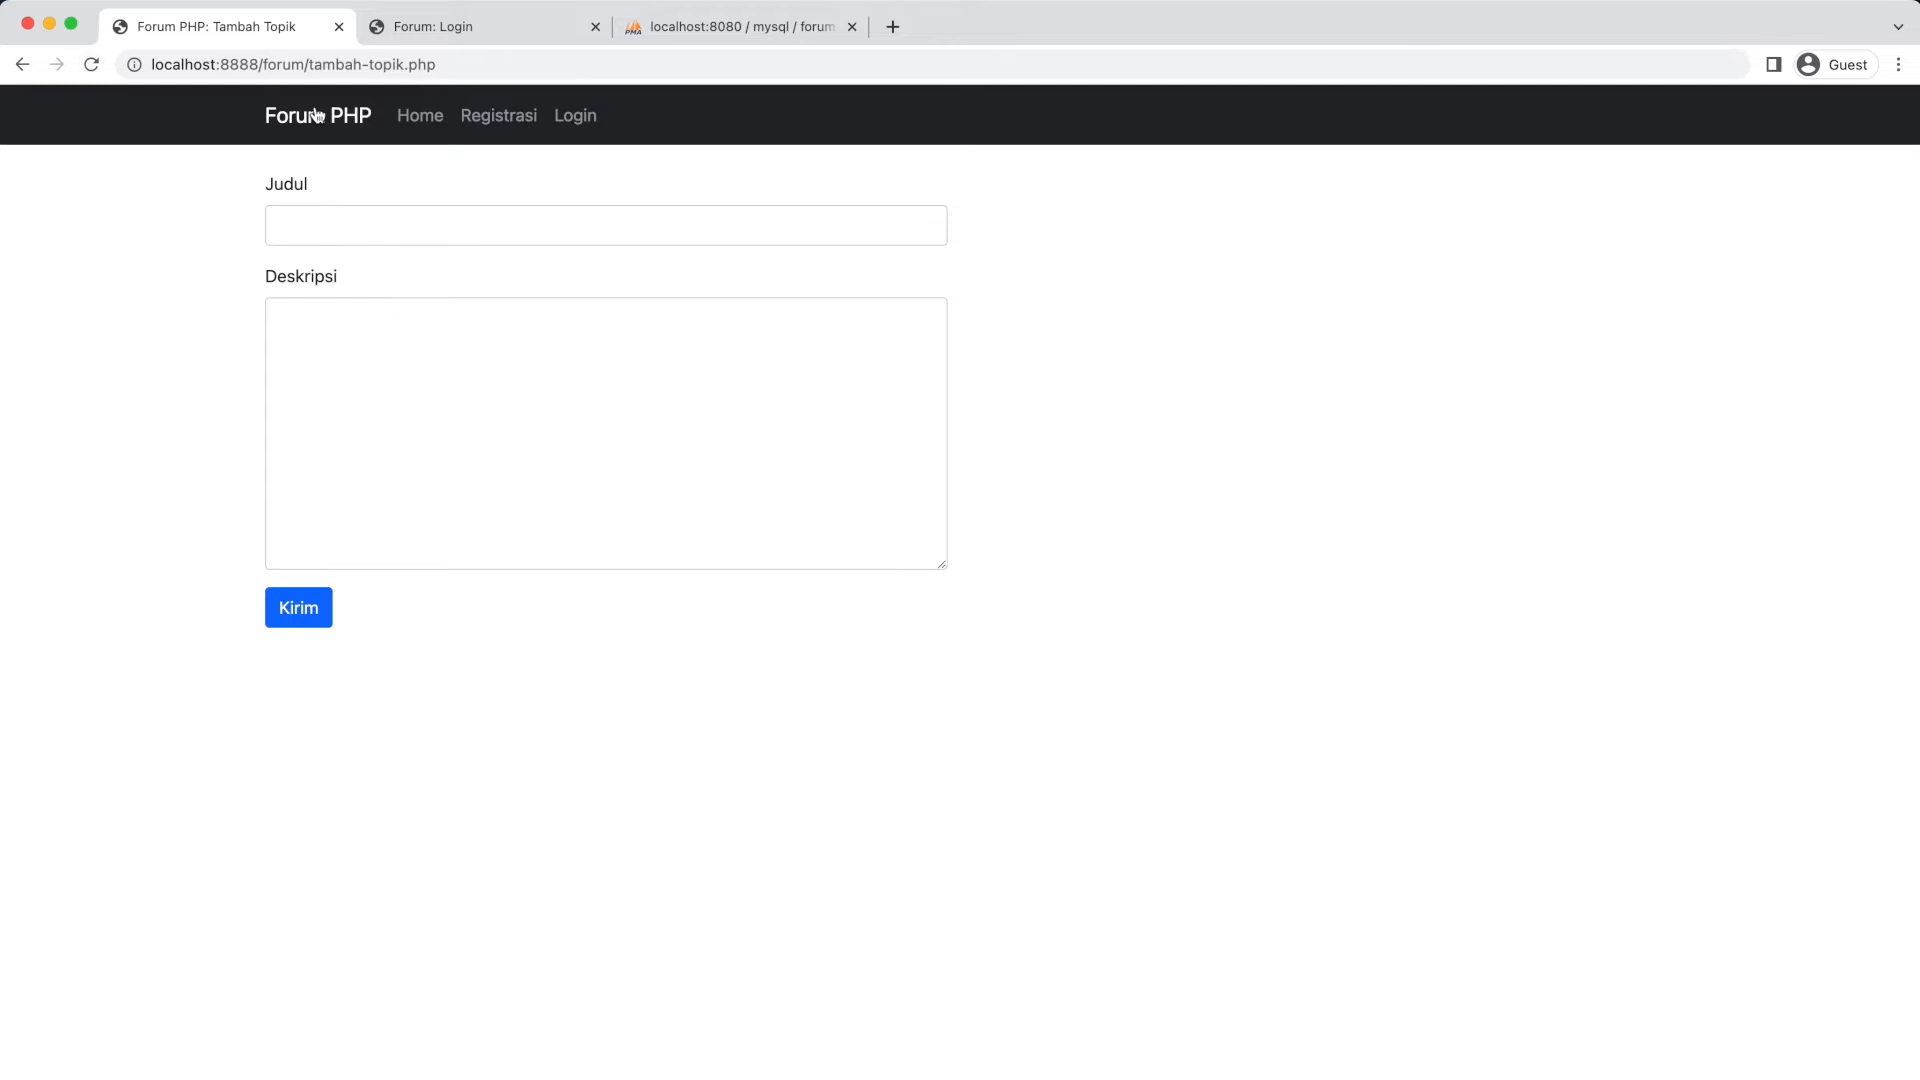 Forum PHP: Tambah Topik
Forum: Login
PMA localhost:8080 / mysql / forum
localhost:8888/forum/tambah-topik.php
Guest
Forum PHP Home Registrasi Login
Judul
Deskripsi
Kirim